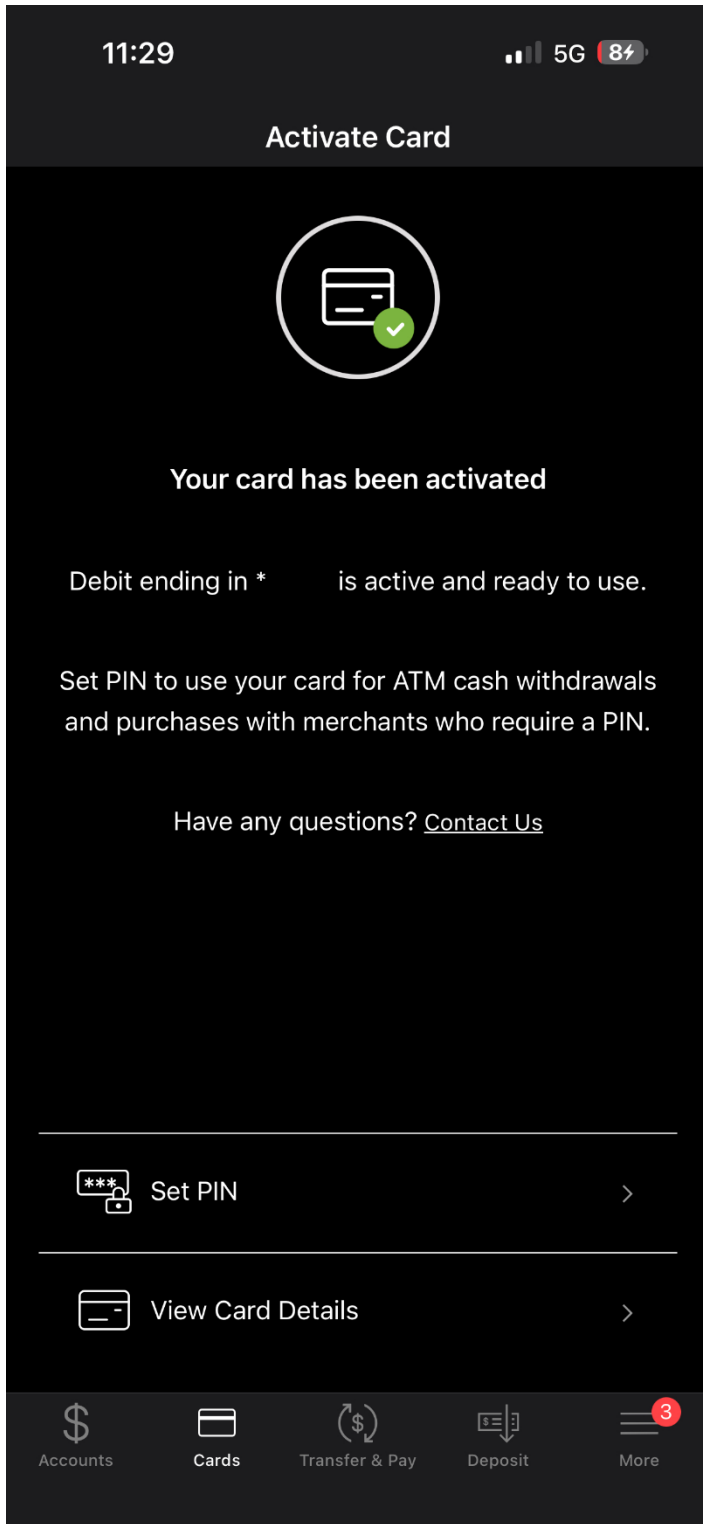 11:29 5G 8
Activate Card
Your card has been activated
Debit ending in * is active and ready to use.
Set PIN to use your card for ATM cash withdrawals
and purchases with merchants who require a PIN.
Have any questions? Contact Us
*** Set PIN
View Card Details
3
Accounts Cards Transfer & Pay Deposit More